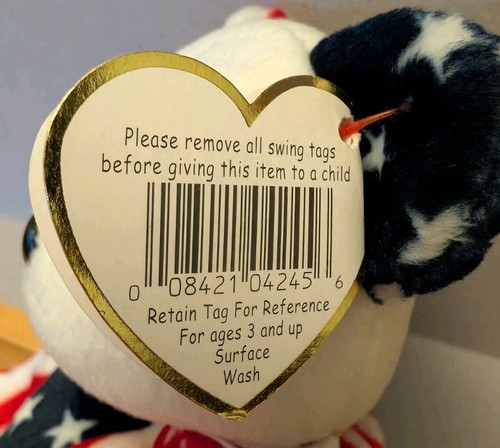 Please remove all swing tags
before giving this item to a child
0 08421 04245 6
Retain Tag For Reference
For ages 3 and up
Surface
Wash